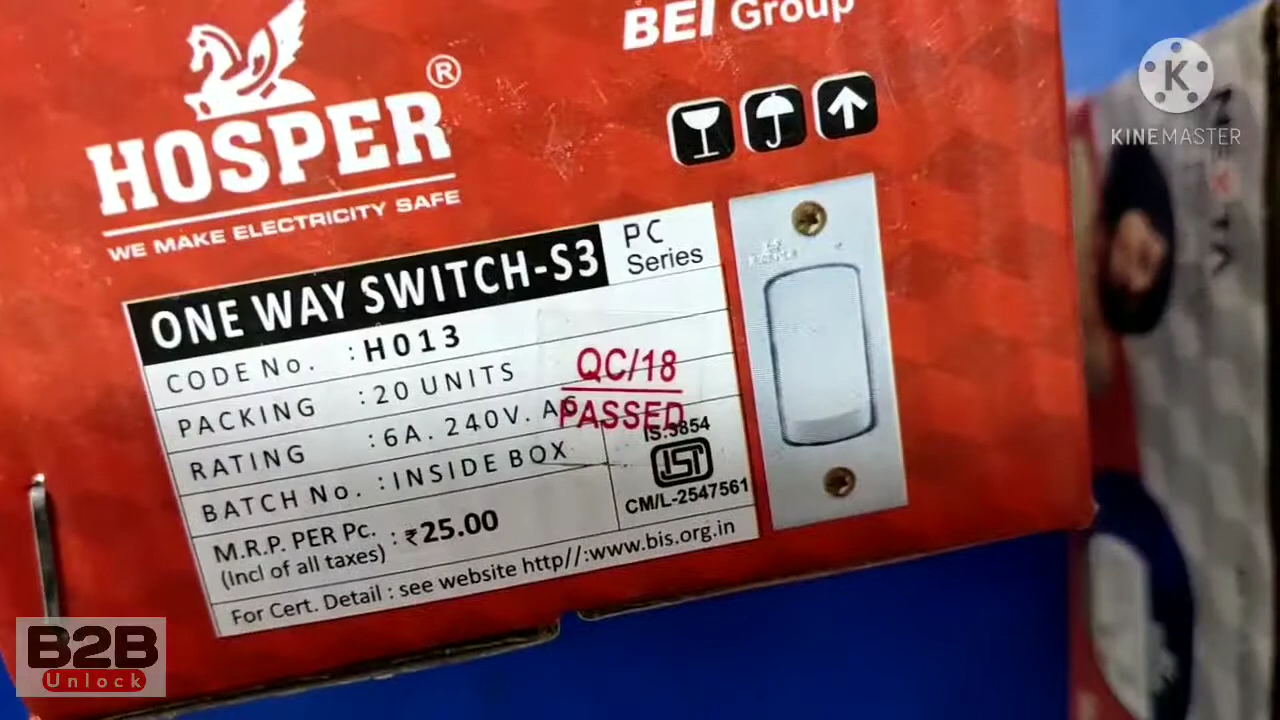 BEI Group
HOSPER®
WE MAKE ELECTRICITY SAFE
ONE WAY SWITCH-S3
PC
Series
CODE No. : H013
PACKING : 20 UNITS
RATING : 6A. 240V. AC
BATCH No. : INSIDE BOX
M.R.P. PER Pc. : ₹25.00
(Incl of all taxes)
QC/18
PASSED
IS.3854
ISI
CM/L-2547561
For Cert. Detail : see website http//:www.bis.org.in
K
KINEMASTER
B2B
Unlock